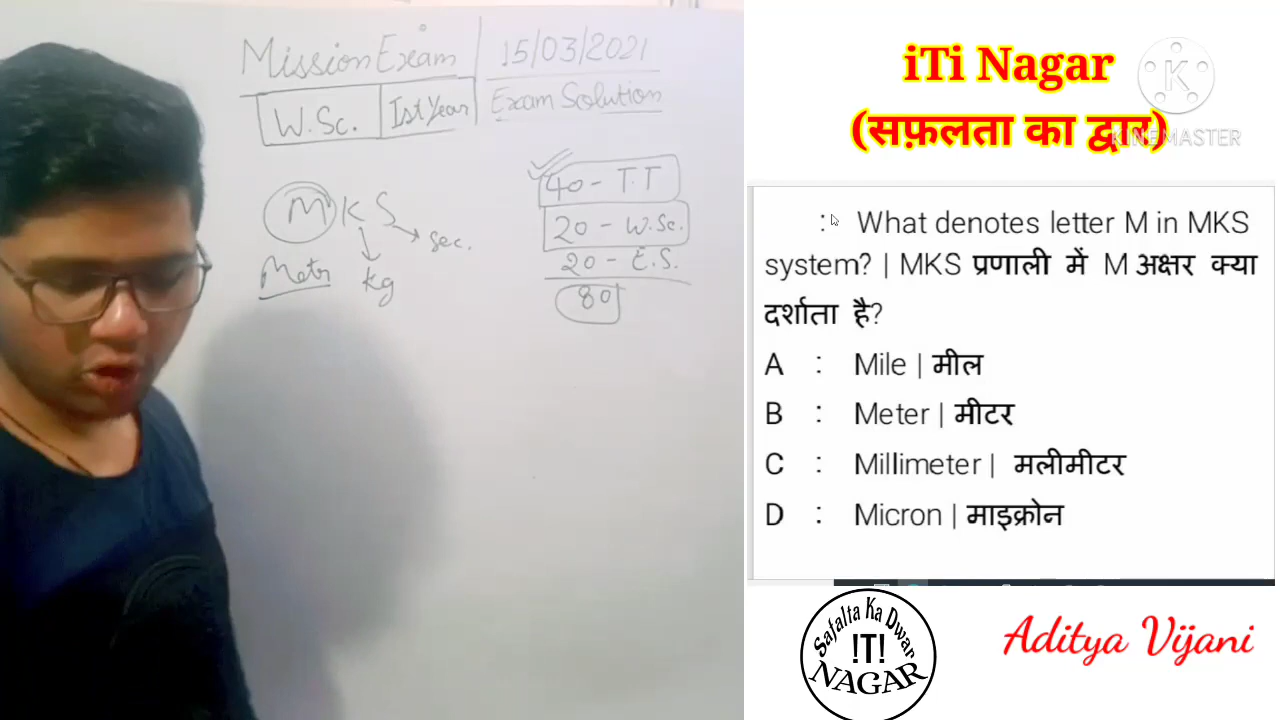 Mission Exam
15/03/2021
W.Sc.
Ist Year
Exam Solution
M K S
sec.
Metr
kg
40 - T.T
20 - W.Sc.
20 - E.S.
80
iTi Nagar
(सफ़लता का द्वार)
K
KINEMASTER
: What denotes letter M in MKS
system? | MKS प्रणाली में M अक्षर क्या
दर्शाता है?
A : Mile | मील
B : Meter | मीटर
C : Millimeter | मलीमीटर
D : Micron | माइक्रोन
Safalta Ka Dwar
!T!
NAGAR
Aditya Vijani